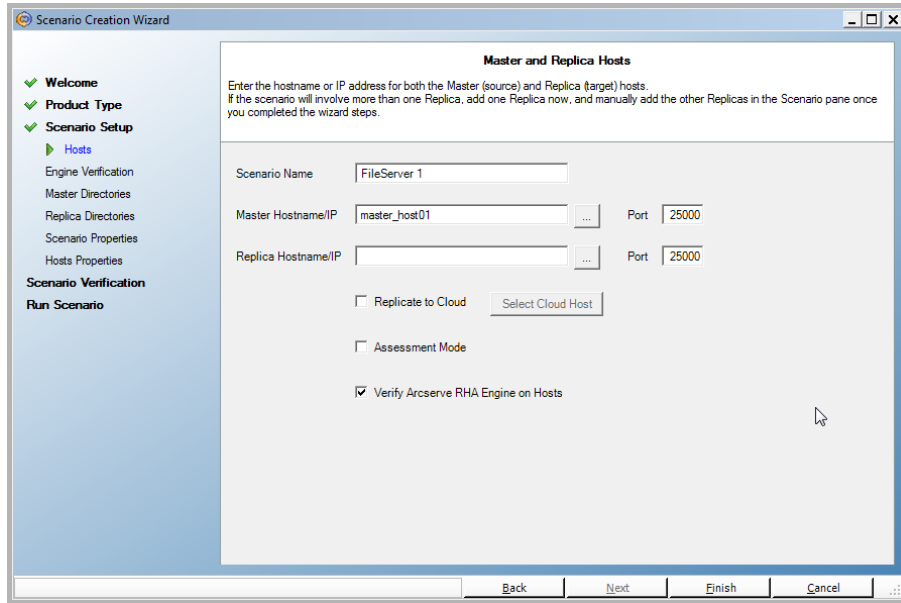 Scenario Creation Wizard
Master and Replica Hosts
Enter the hostname or IP address for both the Master (source) and Replica (target) hosts.
If the scenario will involve more than one Replica, add one Replica now, and manually add the other Replicas in the Scenario pane once
you completed the wizard steps.
Welcome
Product Type
Scenario Setup
Hosts
Engine Verification
Master Directories
Replica Directories
Scenario Properties
Hosts Properties
Scenario Verification
Run Scenario
Scenario Name FileServer 1
Master Hostname/IP master_host01 ... Port 25000
Replica Hostname/IP ... Port 25000
Replicate to Cloud Select Cloud Host
Assessment Mode
Verify Arcserve RHA Engine on Hosts
Back Next Finish Cancel